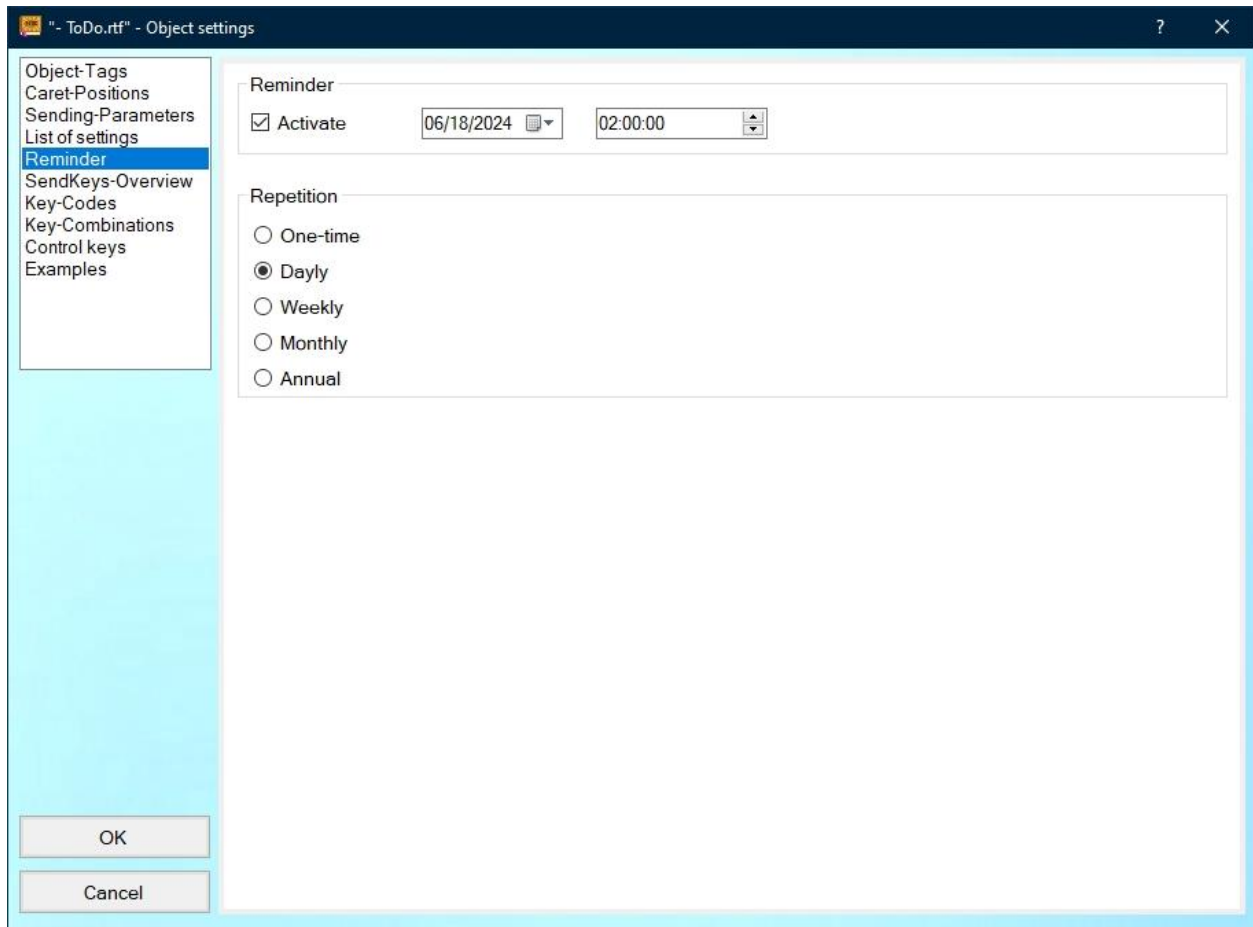 "- ToDo.rtf" - Object settings
?
Object-Tags
Caret-Positions
Sending-Parameters
List of settings
Reminder
SendKeys-Overview
Key-Codes
Key-Combinations
Control keys
Examples
OK
Cancel
Reminder
Activate 06/18/2024 02:00:00
Repetition
One-time
Dayly
Weekly
Monthly
Annual